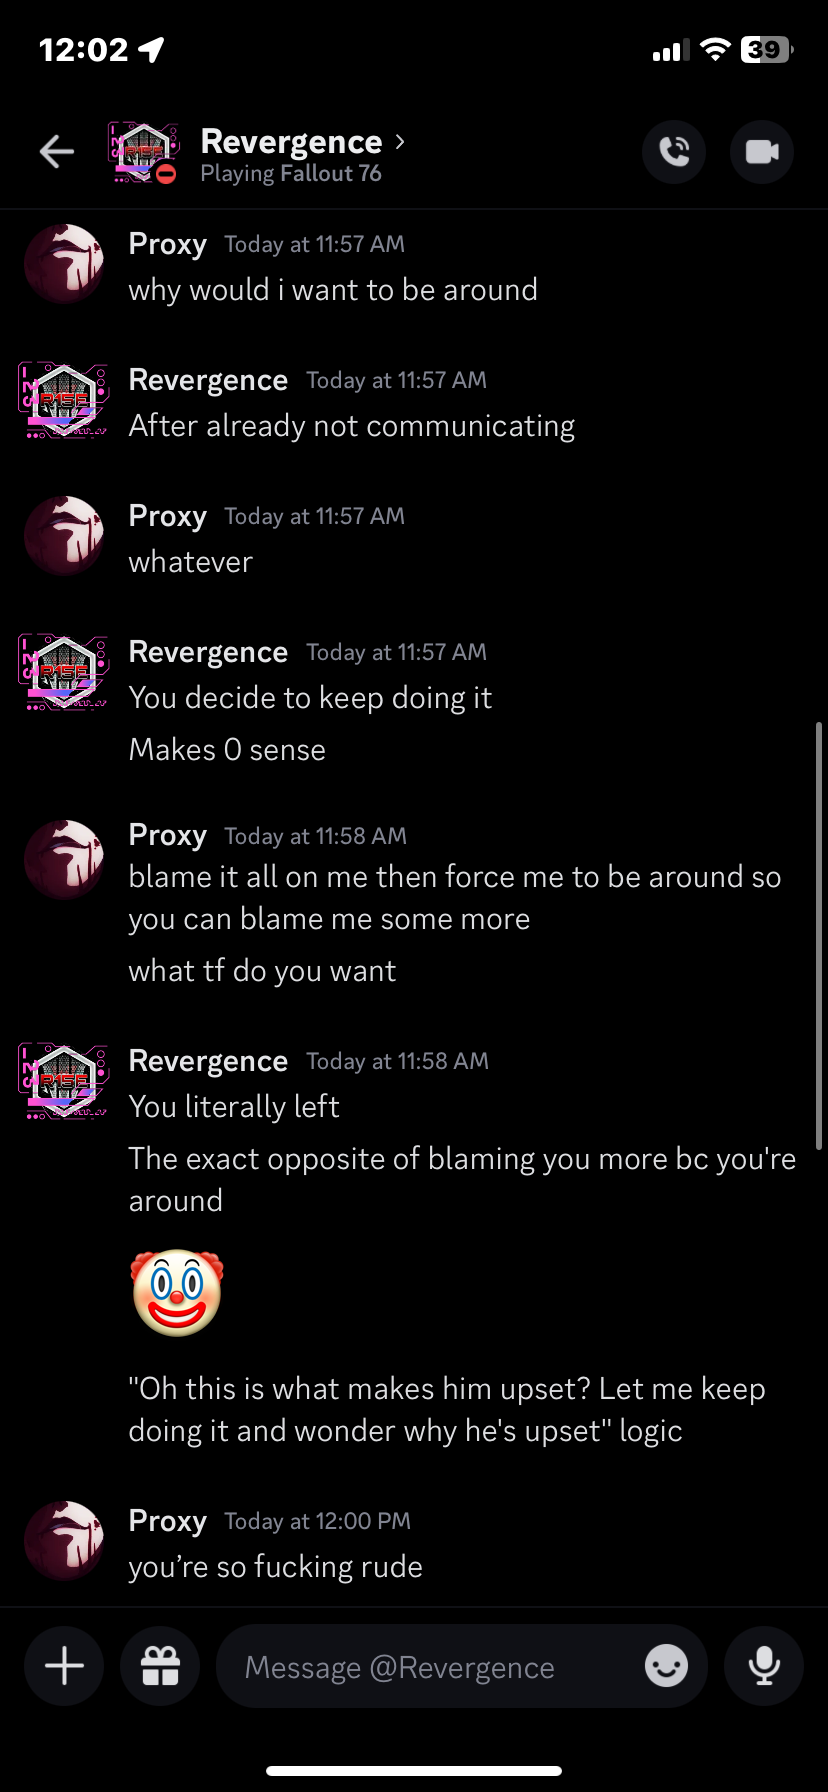 12:02
39
Revergence
Playing Fallout 76
Proxy Today at 11:57 AM
why would i want to be around
Revergence Today at 11:57 AM
After already not communicating
Proxy Today at 11:57 AM
whatever
Revergence Today at 11:57 AM
You decide to keep doing it
Makes 0 sense
Proxy Today at 11:58 AM
blame it all on me then force me to be around so
you can blame me some more
what tf do you want
Revergence Today at 11:58 AM
You literally left
The exact opposite of blaming you more bc you're
around
"Oh this is what makes him upset? Let me keep
doing it and wonder why he's upset" logic
Proxy Today at 12:00 PM
you’re so fucking rude
Message @Revergence